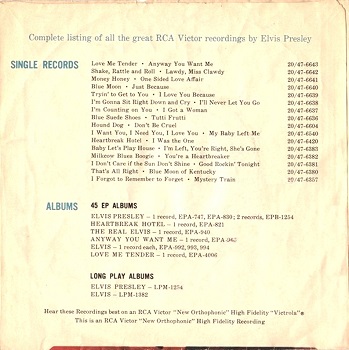 Complete listing of all the great RCA Victor recordings by Elvis Presley
SINGLE RECORDS
Love Me Tender • Anyway You Want Me 20/47-6643
Shake, Rattle and Roll • Lawdy, Miss Clawdy 20/47-6642
Money Honey • One Sided Love Affair 20/47-6641
Blue Moon • Just Because 20/47-6640
Tryin' to Get to You • I Love You Because 20/47-6639
I'm Gonna Sit Right Down and Cry • I'll Never Let You Go 20/47-6638
I'm Counting on You • I Got a Woman 20/47-6637
Blue Suede Shoes • Tutti Frutti 20/47-6636
Hound Dog • Don't Be Cruel 20/47-6604
I Want You, I Need You, I Love You • My Baby Left Me 20/47-6540
Heartbreak Hotel • I Was the One 20/47-6420
Baby Let's Play House • I'm Left, You're Right, She's Gone 20/47-6383
Milkcow Blues Boogie • You're a Heartbreaker 20/47-6382
I Don't Care if the Sun Don't Shine • Good Rockin' Tonight 20/47-6381
That's All Right • Blue Moon of Kentucky 20/47-6380
I Forgot to Remember to Forget • Mystery Train 20/47-6357
ALBUMS
45 EP ALBUMS
ELVIS PRESLEY – 1 record, EPA-747, EPA-830; 2 records, EPB-1254
HEARTBREAK HOTEL – 1 record, EPA-821
THE REAL ELVIS – 1 record, EPA-940
ANYWAY YOU WANT ME – 1 record, EPA-965
ELVIS – 1 record each, EPA-992, 993, 994
LOVE ME TENDER – 1 record, EPA-4006
LONG PLAY ALBUMS
ELVIS PRESLEY – LPM-1254
ELVIS – LPM-1382
Hear these Recordings best on an RCA Victor "New Orthophonic" High Fidelity "Victrola"®
This is an RCA Victor "New Orthophonic" High Fidelity Recording